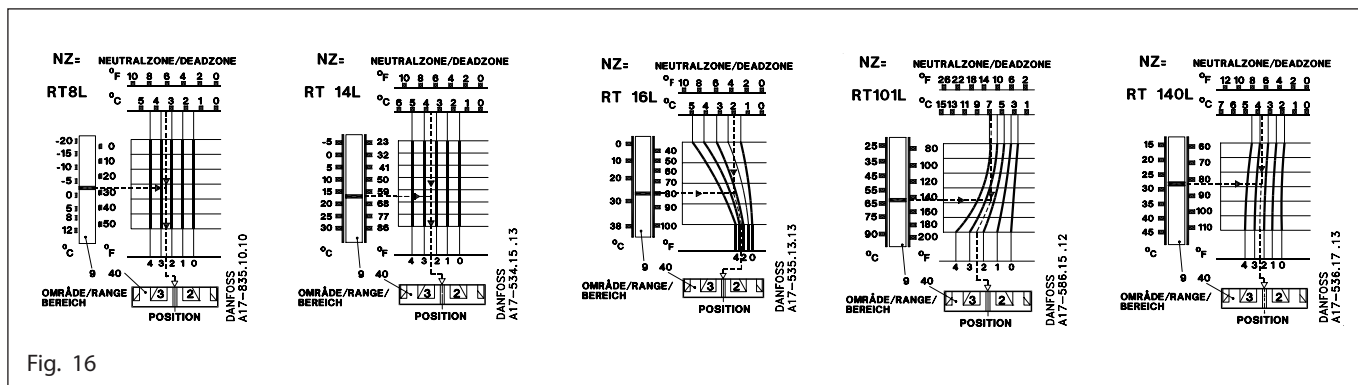 NZ= NEUTRALZONE/DEADZONE
°F 10 8 6 4 2 0
RT8L
°C 5 4 3 2 1 0
-20
-15 0
-10 10
-5 20
0 30
5 40
8
12 50
°C °F
4 3 2 1 0
9 40
OMRÅDE/RANGE/
BEREICH
3 2
POSITION
DANFOSS
A17-835.10.10
NZ= NEUTRALZONE/DEADZONE
°F 10 8 6 4 2 0
RT 14L
°C 6 5 4 3 2 1 0
-5 23
0 32
5 41
10 50
15 59
20 68
25 77
30 86
°C °F
4 3 2 1 0
9 40
OMRÅDE/RANGE/
BEREICH
3 2
POSITION
DANFOSS
A17-534.15.13
NZ= NEUTRALZONE/DEADZONE
°F 10 8 6 4 2 0
RT 16L
°C 5 4 3 2 1 0
0 40
50
10 60
70
20 80
30 90
38 100
°C °F
4 2 0
9 40
OMRÅDE/RANGE/
BEREICH
3 2
POSITION
DANFOSS
A17-535.13.13
NZ= NEUTRALZONE/DEADZONE
°F 26 22 18 14 10 6 2
RT101L
°C 15 13 11 9 7 5 3 1
25 80
35 100
45 120
55 140
65 160
75 180
90 200
°C °F
4 3 2 1 0
9 40
OMRÅDE/RANGE/
BEREICH
3 2
POSITION
DANFOSS
A17-586.15.12
NZ= NEUTRALZONE/DEADZONE
°F 12 10 8 6 4 2 0
RT 140L
°C 7 6 5 4 3 2 1 0
15 60
20 70
25 80
30 90
35 100
40 110
45
°C °F
4 3 2 1 0
9 40
OMRÅDE/RANGE/
BEREICH
3 2
POSITION
DANFOSS
A17-536.17.13
Fig. 16